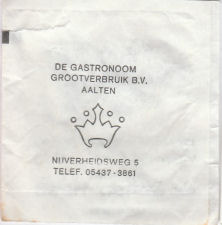 DE GASTRONOOM
GROOTVERBRUIK B.V.
AALTEN
NIJVERHEIDSWEG 5
TELEF. 05437-3861